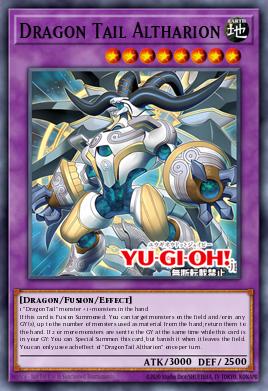 Dragon Tail Altharion
EARTH
地
YU-GI-OH!
無断転載禁止
[Dragon/Fusion/Effect]
1 "Dragon Tail" monster + 1+ monsters in the hand
If this card is Fusion Summoned: You can target monsters on the field and/or in any
GY(s), up to the number of monsters used as material from the hand; return them to
the hand. If 2 or more monsters are sent to the GY at the same time while this card is
in your GY: You can Special Summon this card, but banish it when it leaves the field.
You can only use each effect of "Dragon Tail Altharion" once per turn.
ATK/3000 DEF/2500